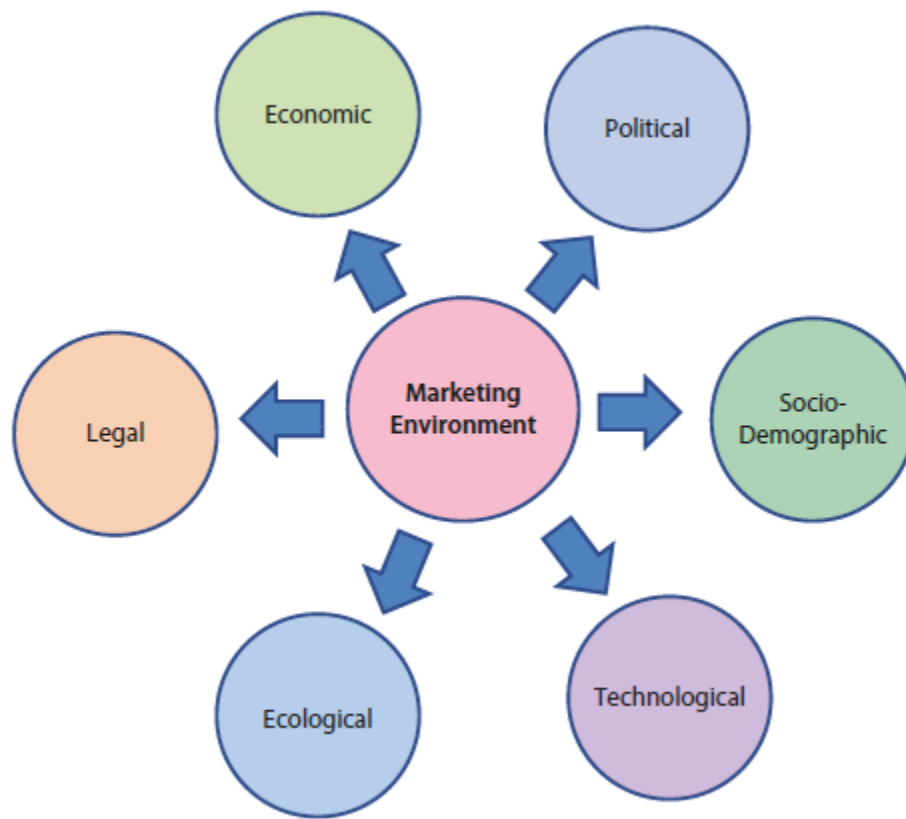 Economic
Political
Legal
Marketing
Environment
Socio-
Demographic
Ecological
Technological